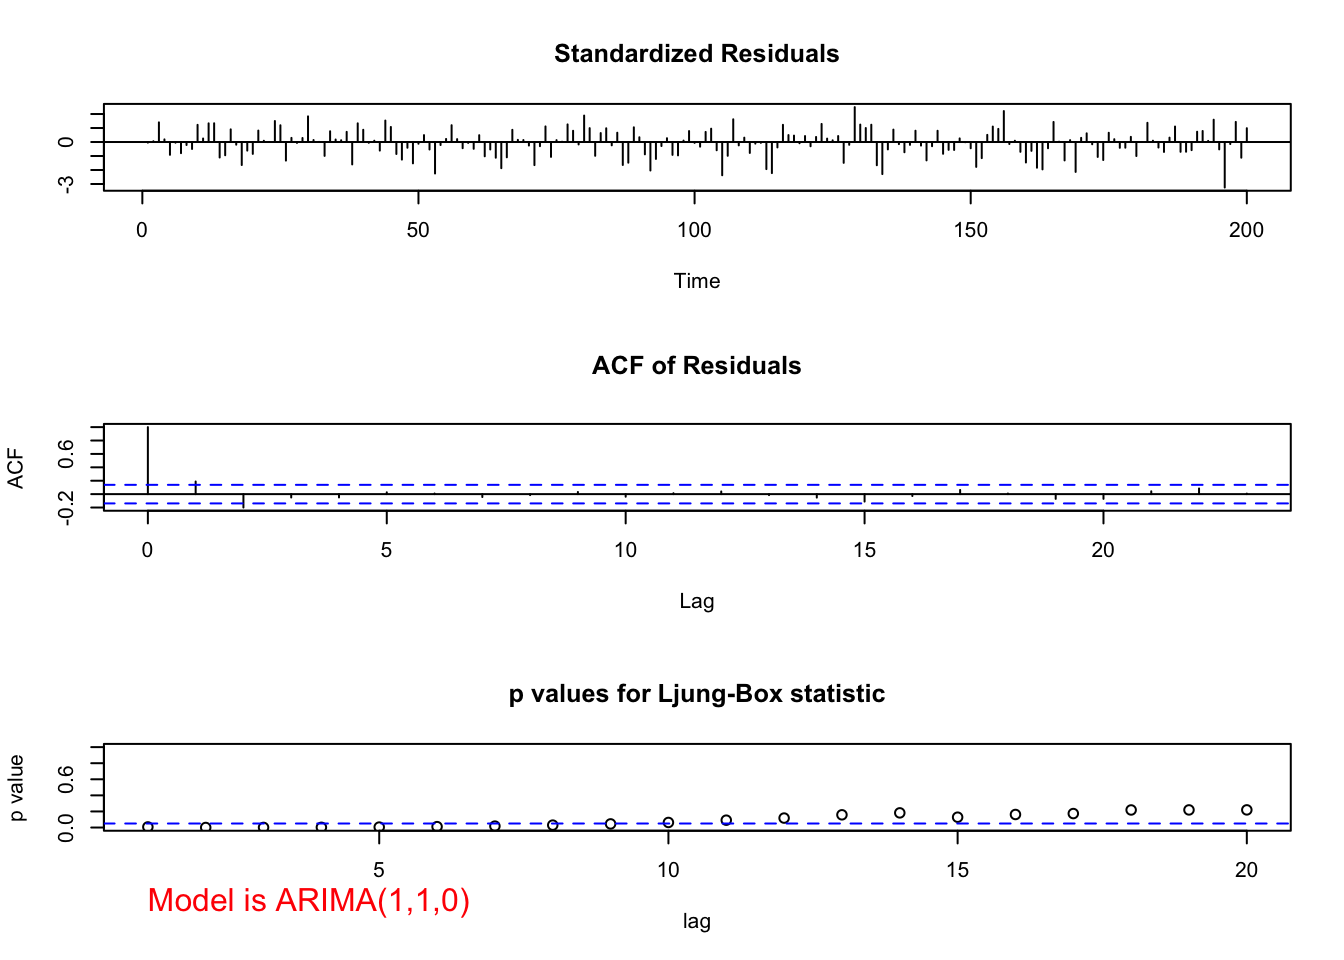 Standardized Residuals
0
-3
0 50 100 150 200
Time
ACF of Residuals
ACF
0.6
-0.2
0 5 10 15 20
Lag
p values for Ljung-Box statistic
p value
0.6
0.0
5 10 15 20
Model is ARIMA(1,1,0)
lag